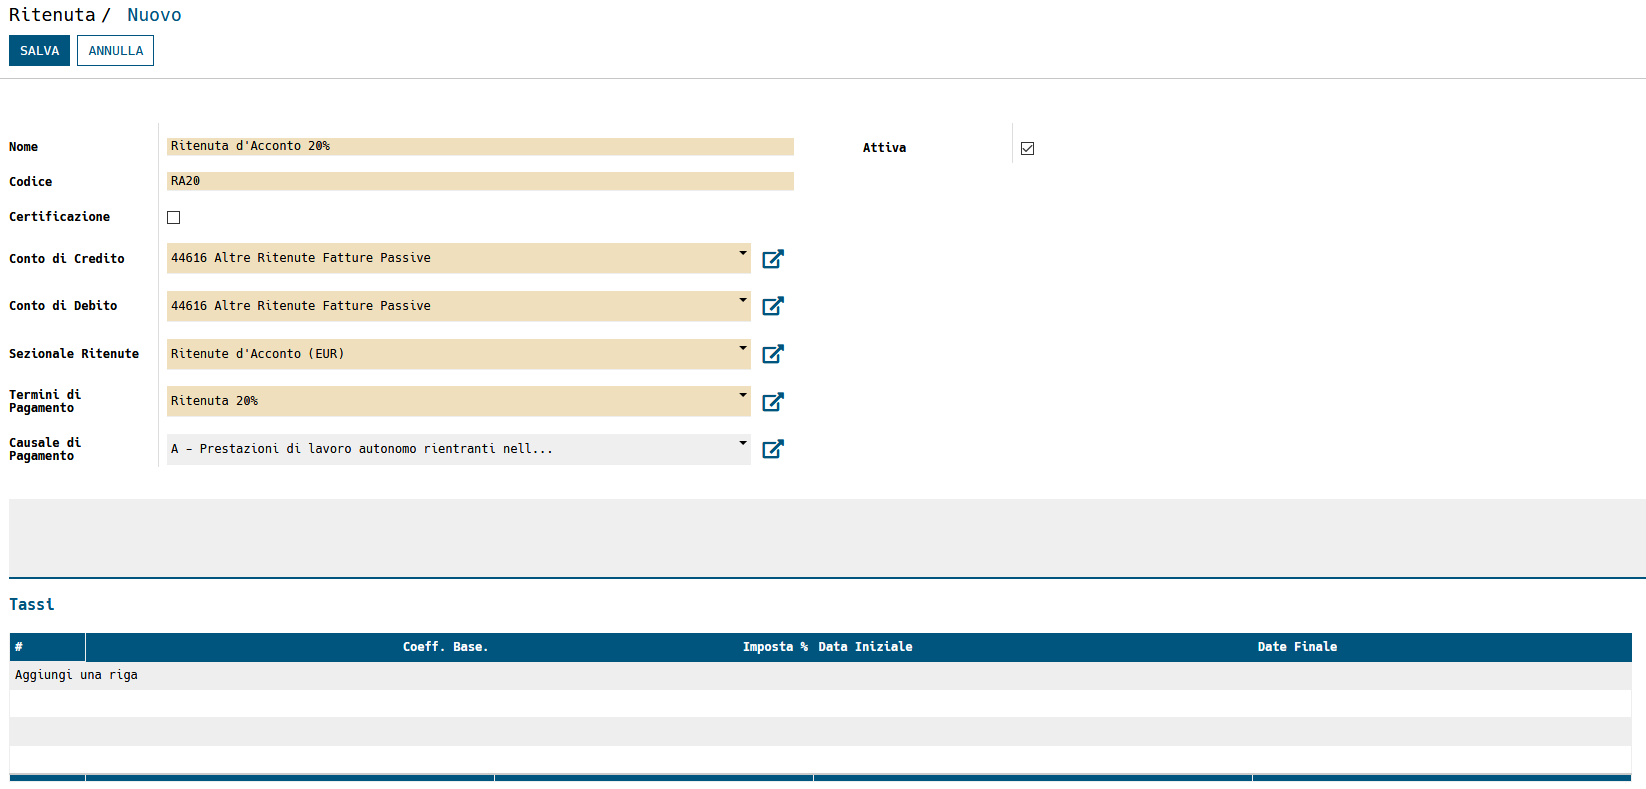 Ritenuta / Nuovo
SALVA ANNULLA
Nome Ritenuta d'Acconto 20% Attiva
Codice RA20
Certificazione
Conto di Credito 44616 Altre Ritenute Fatture Passive
Conto di Debito 44616 Altre Ritenute Fatture Passive
Sezionale Ritenute Ritenute d'Acconto (EUR)
Termini di
Pagamento Ritenuta 20%
Causale di
Pagamento A - Prestazioni di lavoro autonomo rientranti nell...
Tassi
# Coeff. Base. Imposta % Data Iniziale Date Finale
Aggiungi una riga